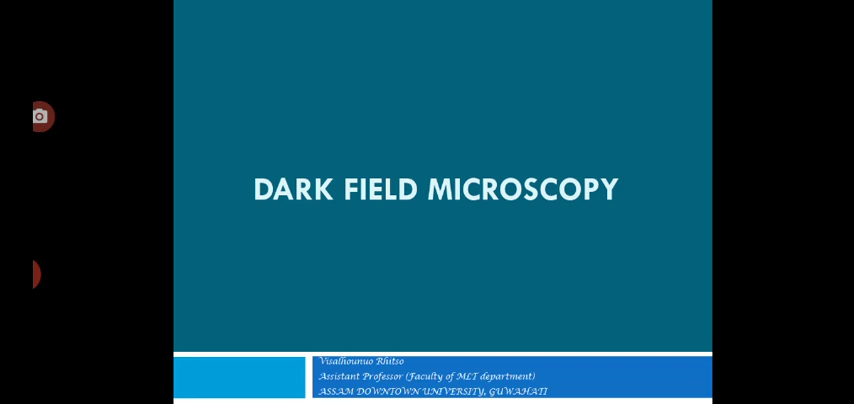 DARK FIELD MICROSCOPY
Visalhounuo Rhitso
Assistant Professor (Faculty of MLT department)
ASSAM DOWNTOWN UNIVERSITY, GUWAHATI